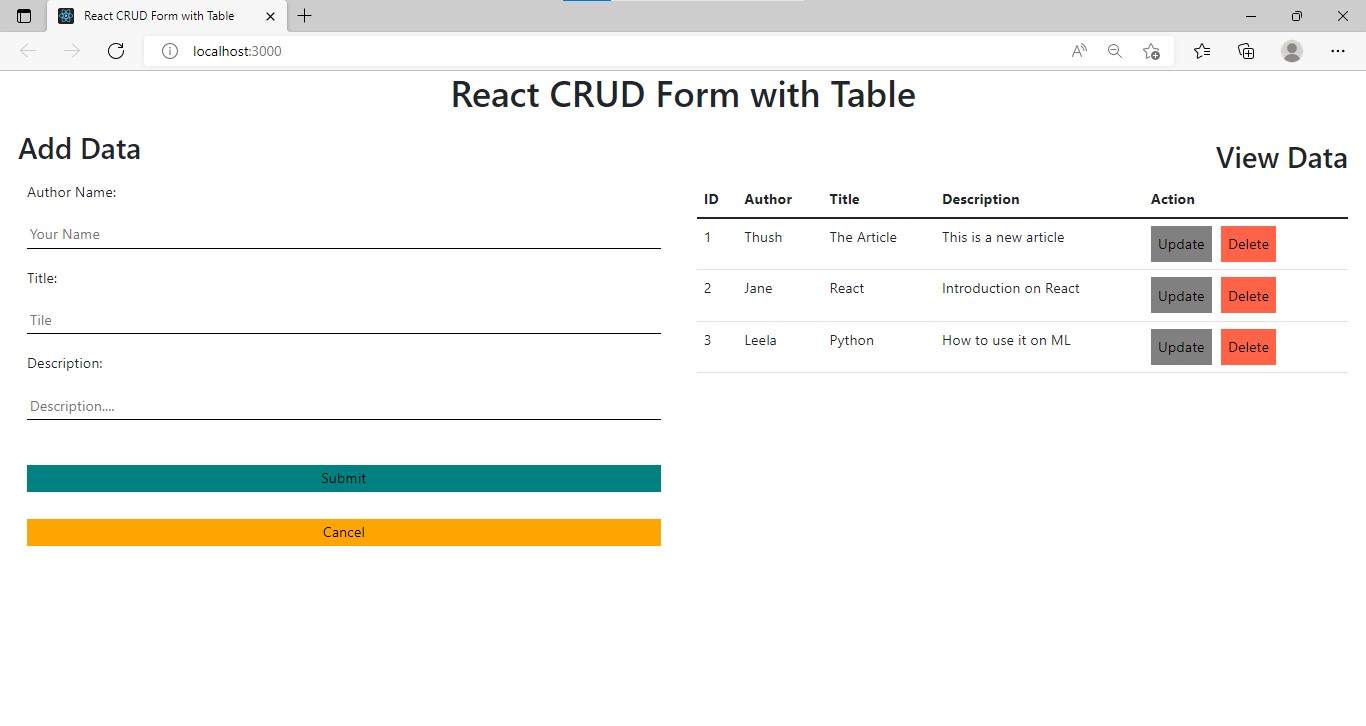 React CRUD Form with Table
localhost:3000
React CRUD Form with Table
Add Data
Author Name:
Your Name
Title:
Tile
Description:
Description....
Submit
Cancel
View Data
ID Author Title Description Action
1 Thush The Article This is a new article Update Delete
2 Jane React Introduction on React Update Delete
3 Leela Python How to use it on ML Update Delete